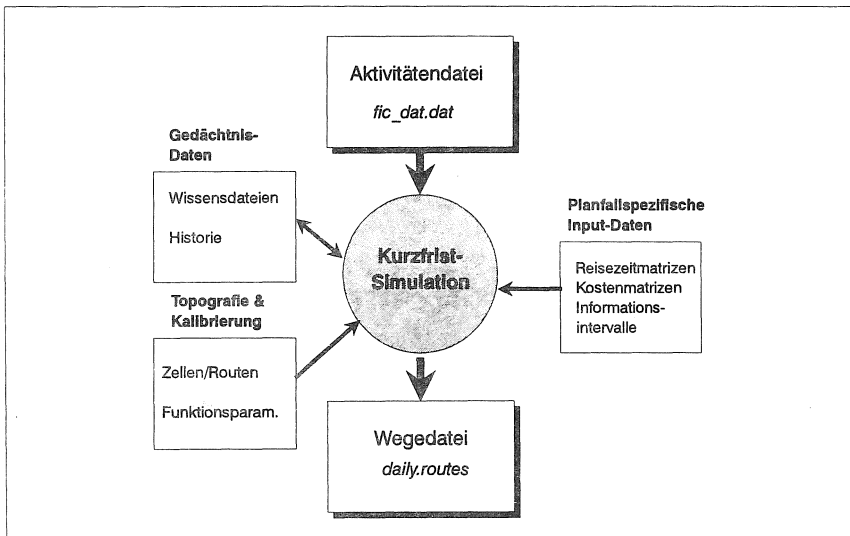 Aktivitätendatei
fic_dat.dat
Gedächtnis-
Daten
Wissensdateien
Historie
Kurzfrist-
Simulation
Planfallspezifische
Input-Daten
Reisezeitmatrizen
Kostenmatrizen
Informations-
intervalle
Topografie &
Kalibrierung
Zellen/Routen
Funktionsparam.
Wegedatei
daily.routes